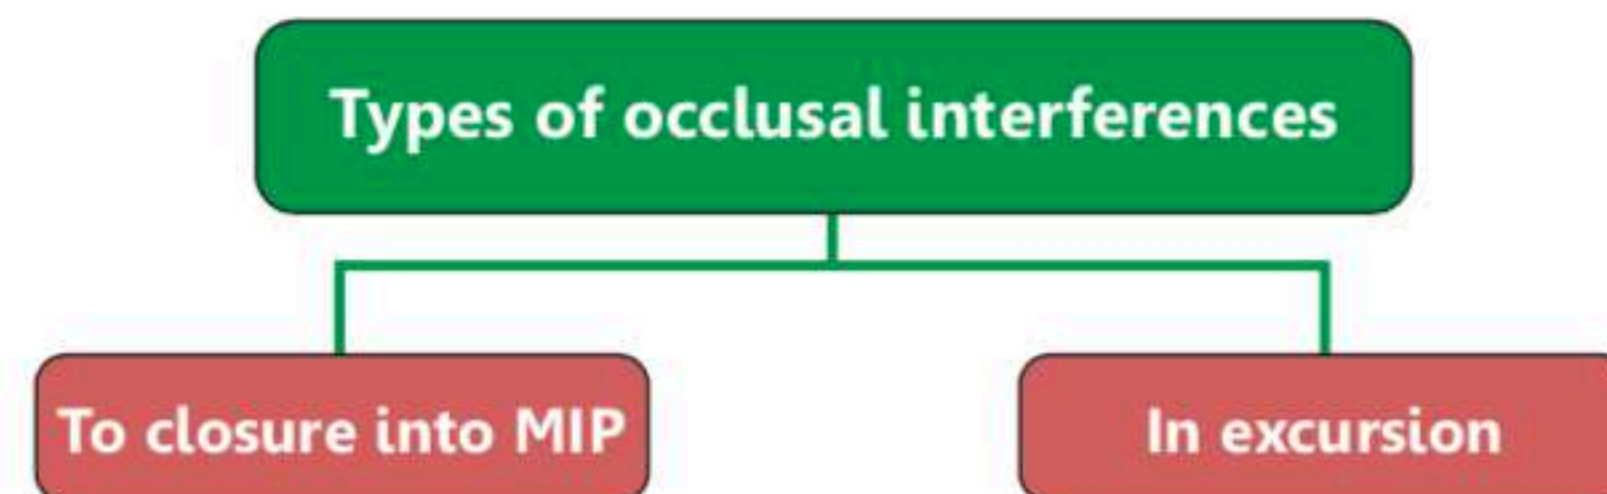 Types of occlusal interferences
To closure into MIP
In excursion